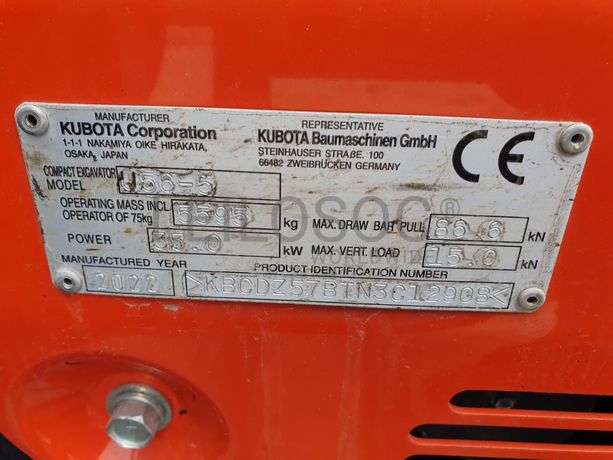 MANUFACTURER
KUBOTA Corporation
1-1-1 NAKAMIYA OIKE HIRAKATA,
OSAKA, JAPAN
REPRESENTATIVE
KUBOTA Baumaschinen GmbH
STEINHAUSER STRAßE. 100
66482 ZWEIBRÜCKEN GERMANY
CE
COMPACT EXCAVATOR
MODEL U56-5
OPERATING MASS INCL.
OPERATOR OF 75kg 5595 kg
MAX. DRAW BAR PULL 86.6 kN
POWER 35.0 kW
MAX. VERT. LOAD 15.0 kN
MANUFACTURED YEAR
2022
PRODUCT IDENTIFICATION NUMBER
>KBCDZ57BTN3C12908<
LEILOSOC®